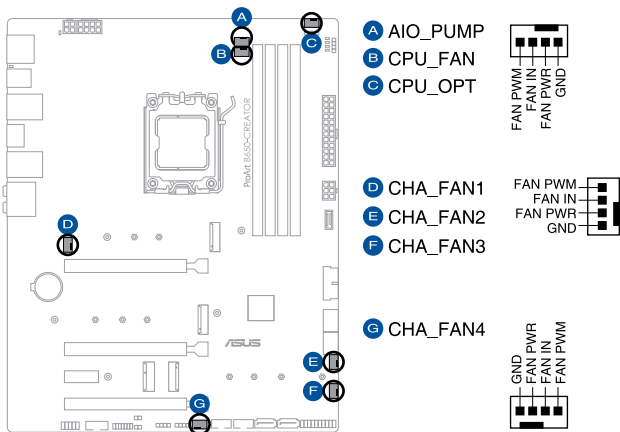 A
B
C
ProArt B650-CREATOR
D
/SUS
E
F
G
A AIO_PUMP
B CPU_FAN
C CPU_OPT
FAN PWM
FAN IN
FAN PWR
GND
D CHA_FAN1
E CHA_FAN2
F CHA_FAN3
FAN PWM
FAN IN
FAN PWR
GND
G CHA_FAN4
GND
FAN PWR
FAN IN
FAN PWM